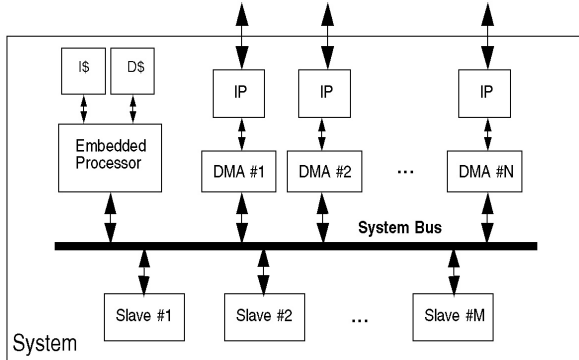 I$ D$
IP IP IP
Embedded
Processor
DMA #1 DMA #2 ... DMA #N
System Bus
Slave #1 Slave #2 ... Slave #M
System